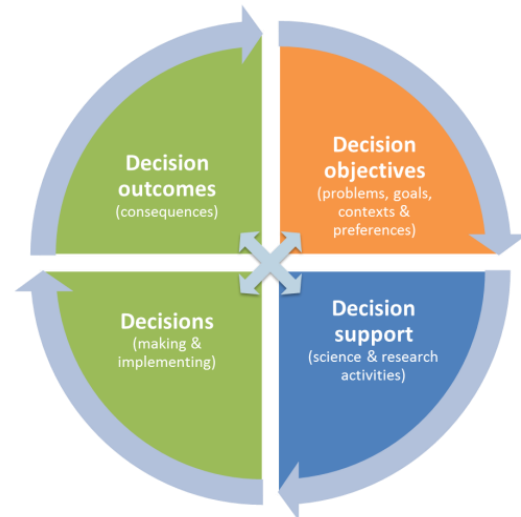 Decision
outcomes
(consequences)
Decision
objectives
(problems, goals,
contexts &
preferences)
Decisions
(making &
implementing)
Decision
support
(science & research
activities)